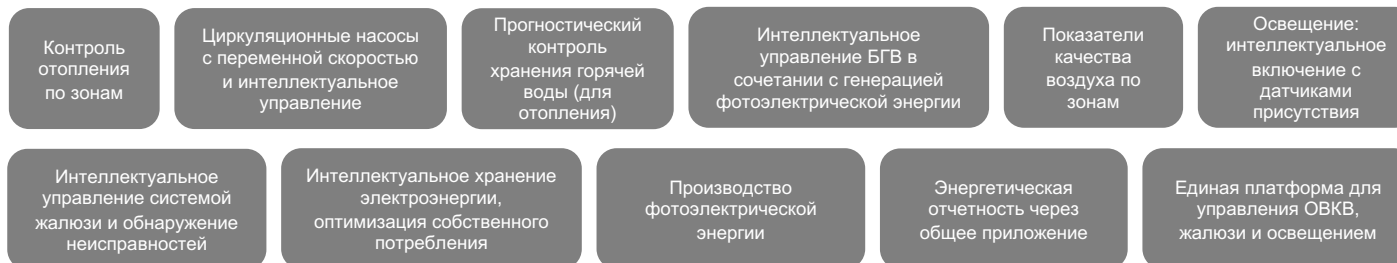 Контроль
отопления
по зонам
Циркуляционные насосы
с переменной скоростью
и интеллектуальное
управление
Прогностический
контроль
хранения горячей
воды (для
отопления)
Интеллектуальное
управление БГВ в
сочетании с генерацией
фотоэлектрической энергии
Показатели
качества
воздуха по
зонам
Освещение:
интеллектуальное
включение с
датчиками
присутствия
Интеллектуальное
управление системой
жалюзи и обнаружение
неисправностей
Интеллектуальное хранение
электроэнергии,
оптимизация собственного
потребления
Производство
фотоэлектрической
энергии
Энергетическая
отчетность через
общее приложение
Единая платформа для
управления ОВКВ,
жалюзи и освещением